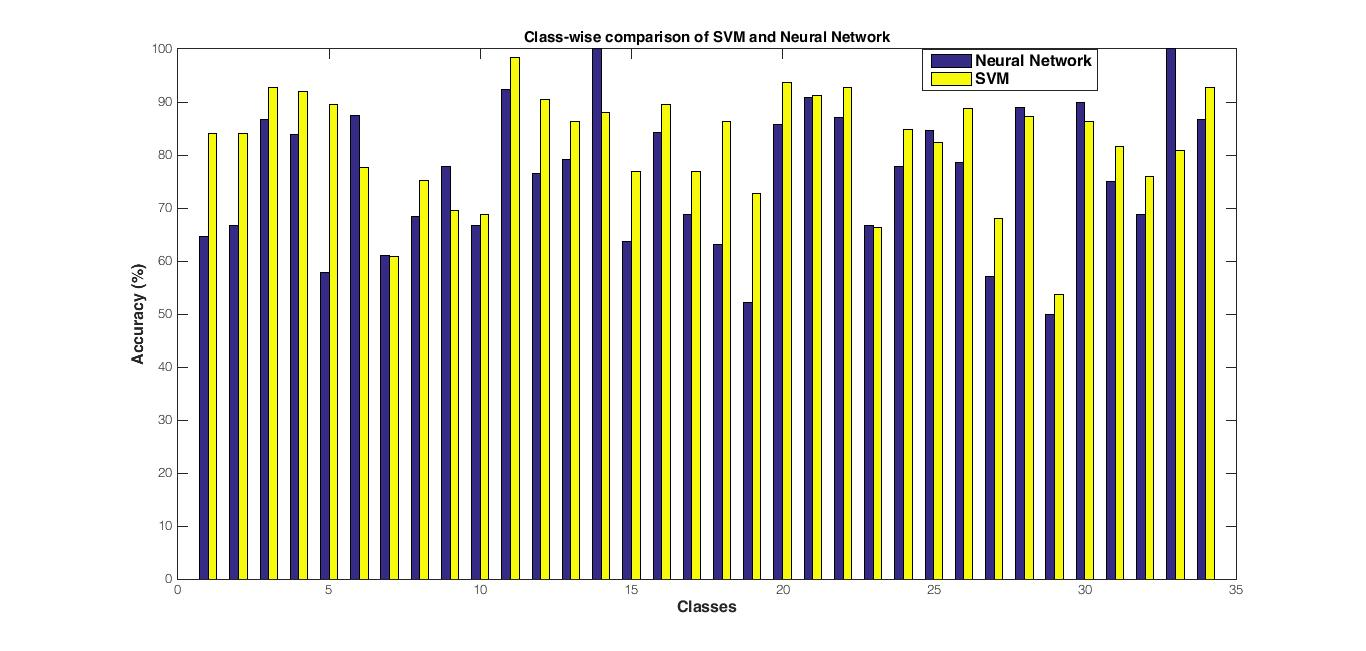 Class-wise comparison of SVM and Neural Network
Neural Network
SVM
Accuracy (%)
100
90
80
70
60
50
40
30
20
10
0
0 5 10 15 20 25 30 35
Classes